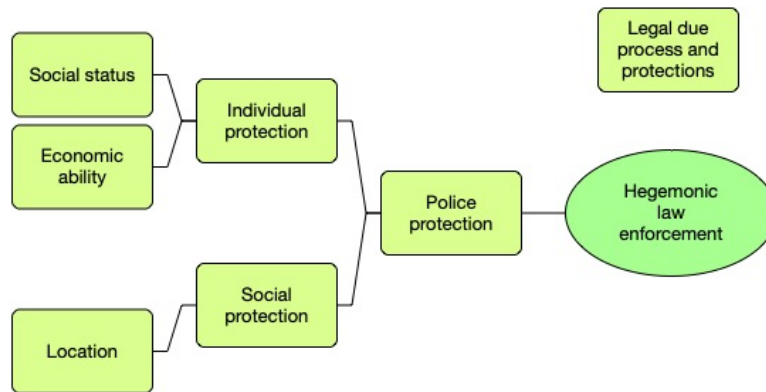 Social status
Economic
ability
Location
Individual
protection
Social
protection
Police
protection
Legal due
process and
protections
Hegemonic
law
enforcement